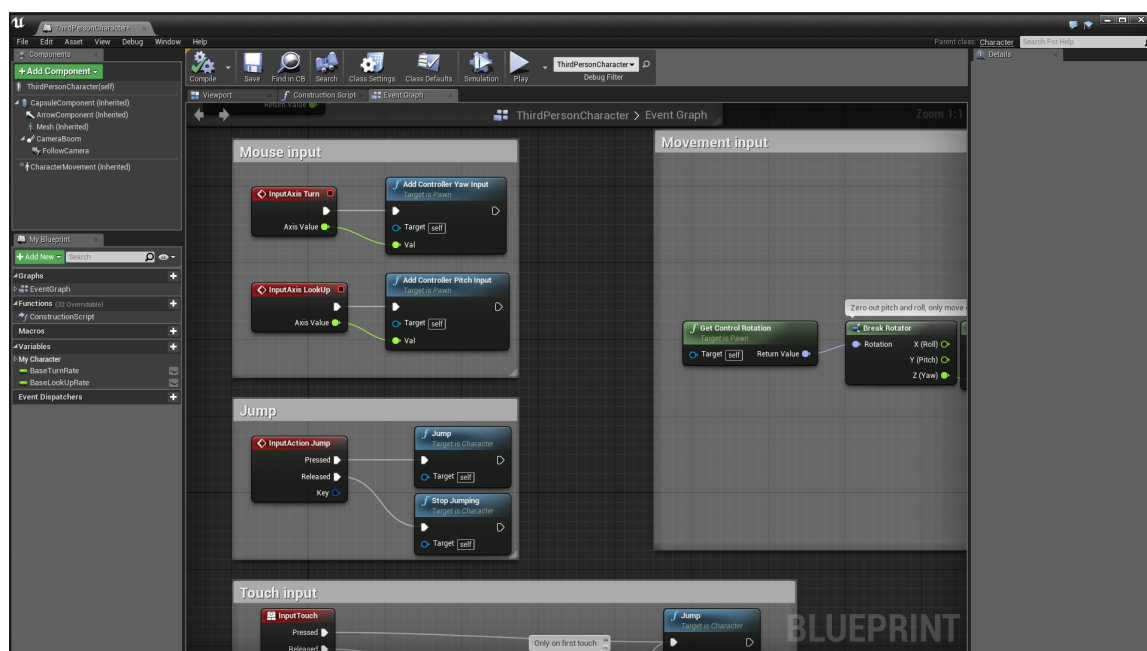 ThirdPersonCharacter*
File Edit Asset View Debug Window Help
Parent class: Character Search For Help
Components
Details
+Add Component
Compile Save Find in CB Search Class Settings Class Defaults Simulation Play
ThirdPersonCharacter
Debug Filter
ThirdPersonCharacter(self)
Viewport Construction Script Event Graph
CapsuleComponent (Inherited)
ArrowComponent (Inherited)
Mesh (Inherited)
CameraBoom
FollowCamera
CharacterMovement (Inherited)
Return Value
ThirdPersonCharacter > Event Graph
Zoom 1:1
Mouse input
InputAxis Turn
Axis Value
f Add Controller Yaw Input
Target is Pawn
Target self
Val
InputAxis LookUp
Axis Value
f Add Controller Pitch Input
Target is Pawn
Target self
Val
Movement input
Zero out pitch and roll, only move
f Get Control Rotation
Target is Pawn
Target self Return Value
Break Rotator
Rotation X (Roll)
Y (Pitch)
Z (Yaw)
My Blueprint
+Add New Search
Graphs
EventGraph
Functions (32 Overridable)
ConstructionScript
Macros
Variables
My Character
BaseTurnRate
BaseLookUpRate
Event Dispatchers
Jump
InputAction Jump
Pressed
Released
Key
f Jump
Target is Character
Target self
f Stop Jumping
Target is Character
Target self
Touch input
InputTouch
Pressed
Released
Only on first touch
f Jump
Target is Character
BLUEPRINT